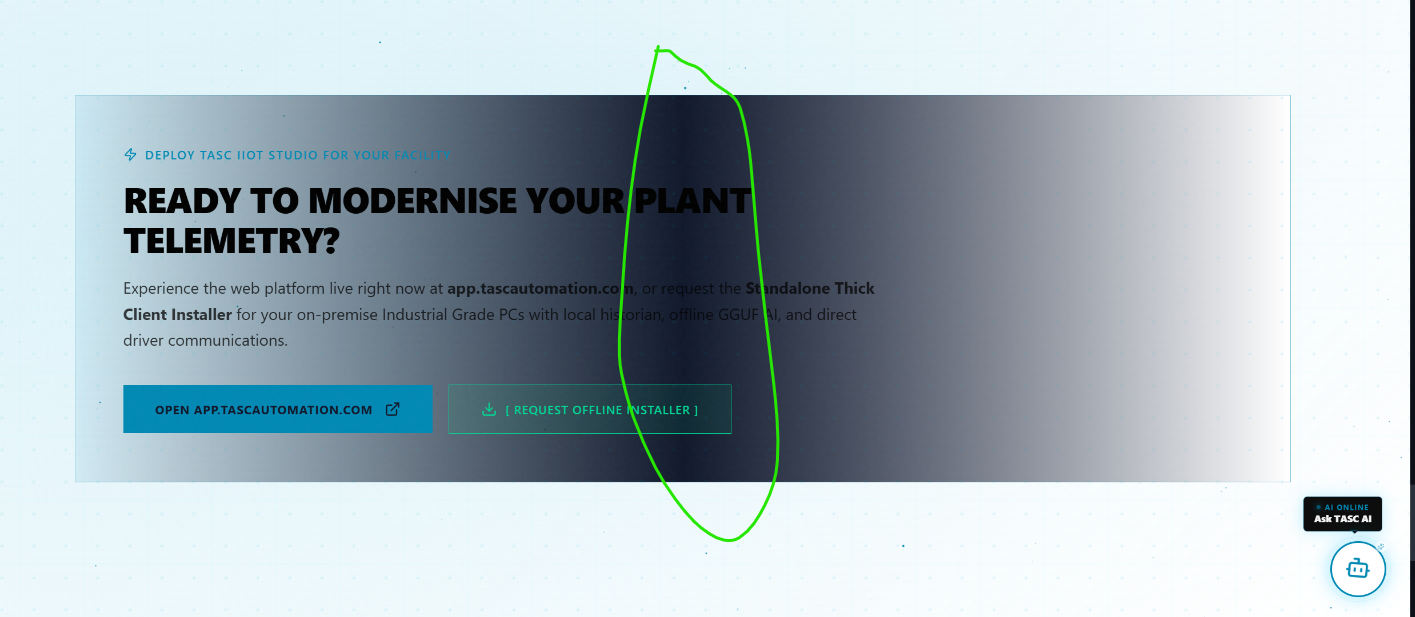 DEPLOY TASC IIOT STUDIO FOR YOUR FACILITY
READY TO MODERNISE YOUR PLANT
TELEMETRY?
Experience the web platform live right now at app.tascautomation.com, or request the Standalone Thick
Client Installer for your on-premise Industrial Grade PCs with local historian, offline GGUF AI, and direct
driver communications.
OPEN APP.TASCAUTOMATION.COM
[ REQUEST OFFLINE INSTALLER ]
AI ONLINE
Ask TASC AI